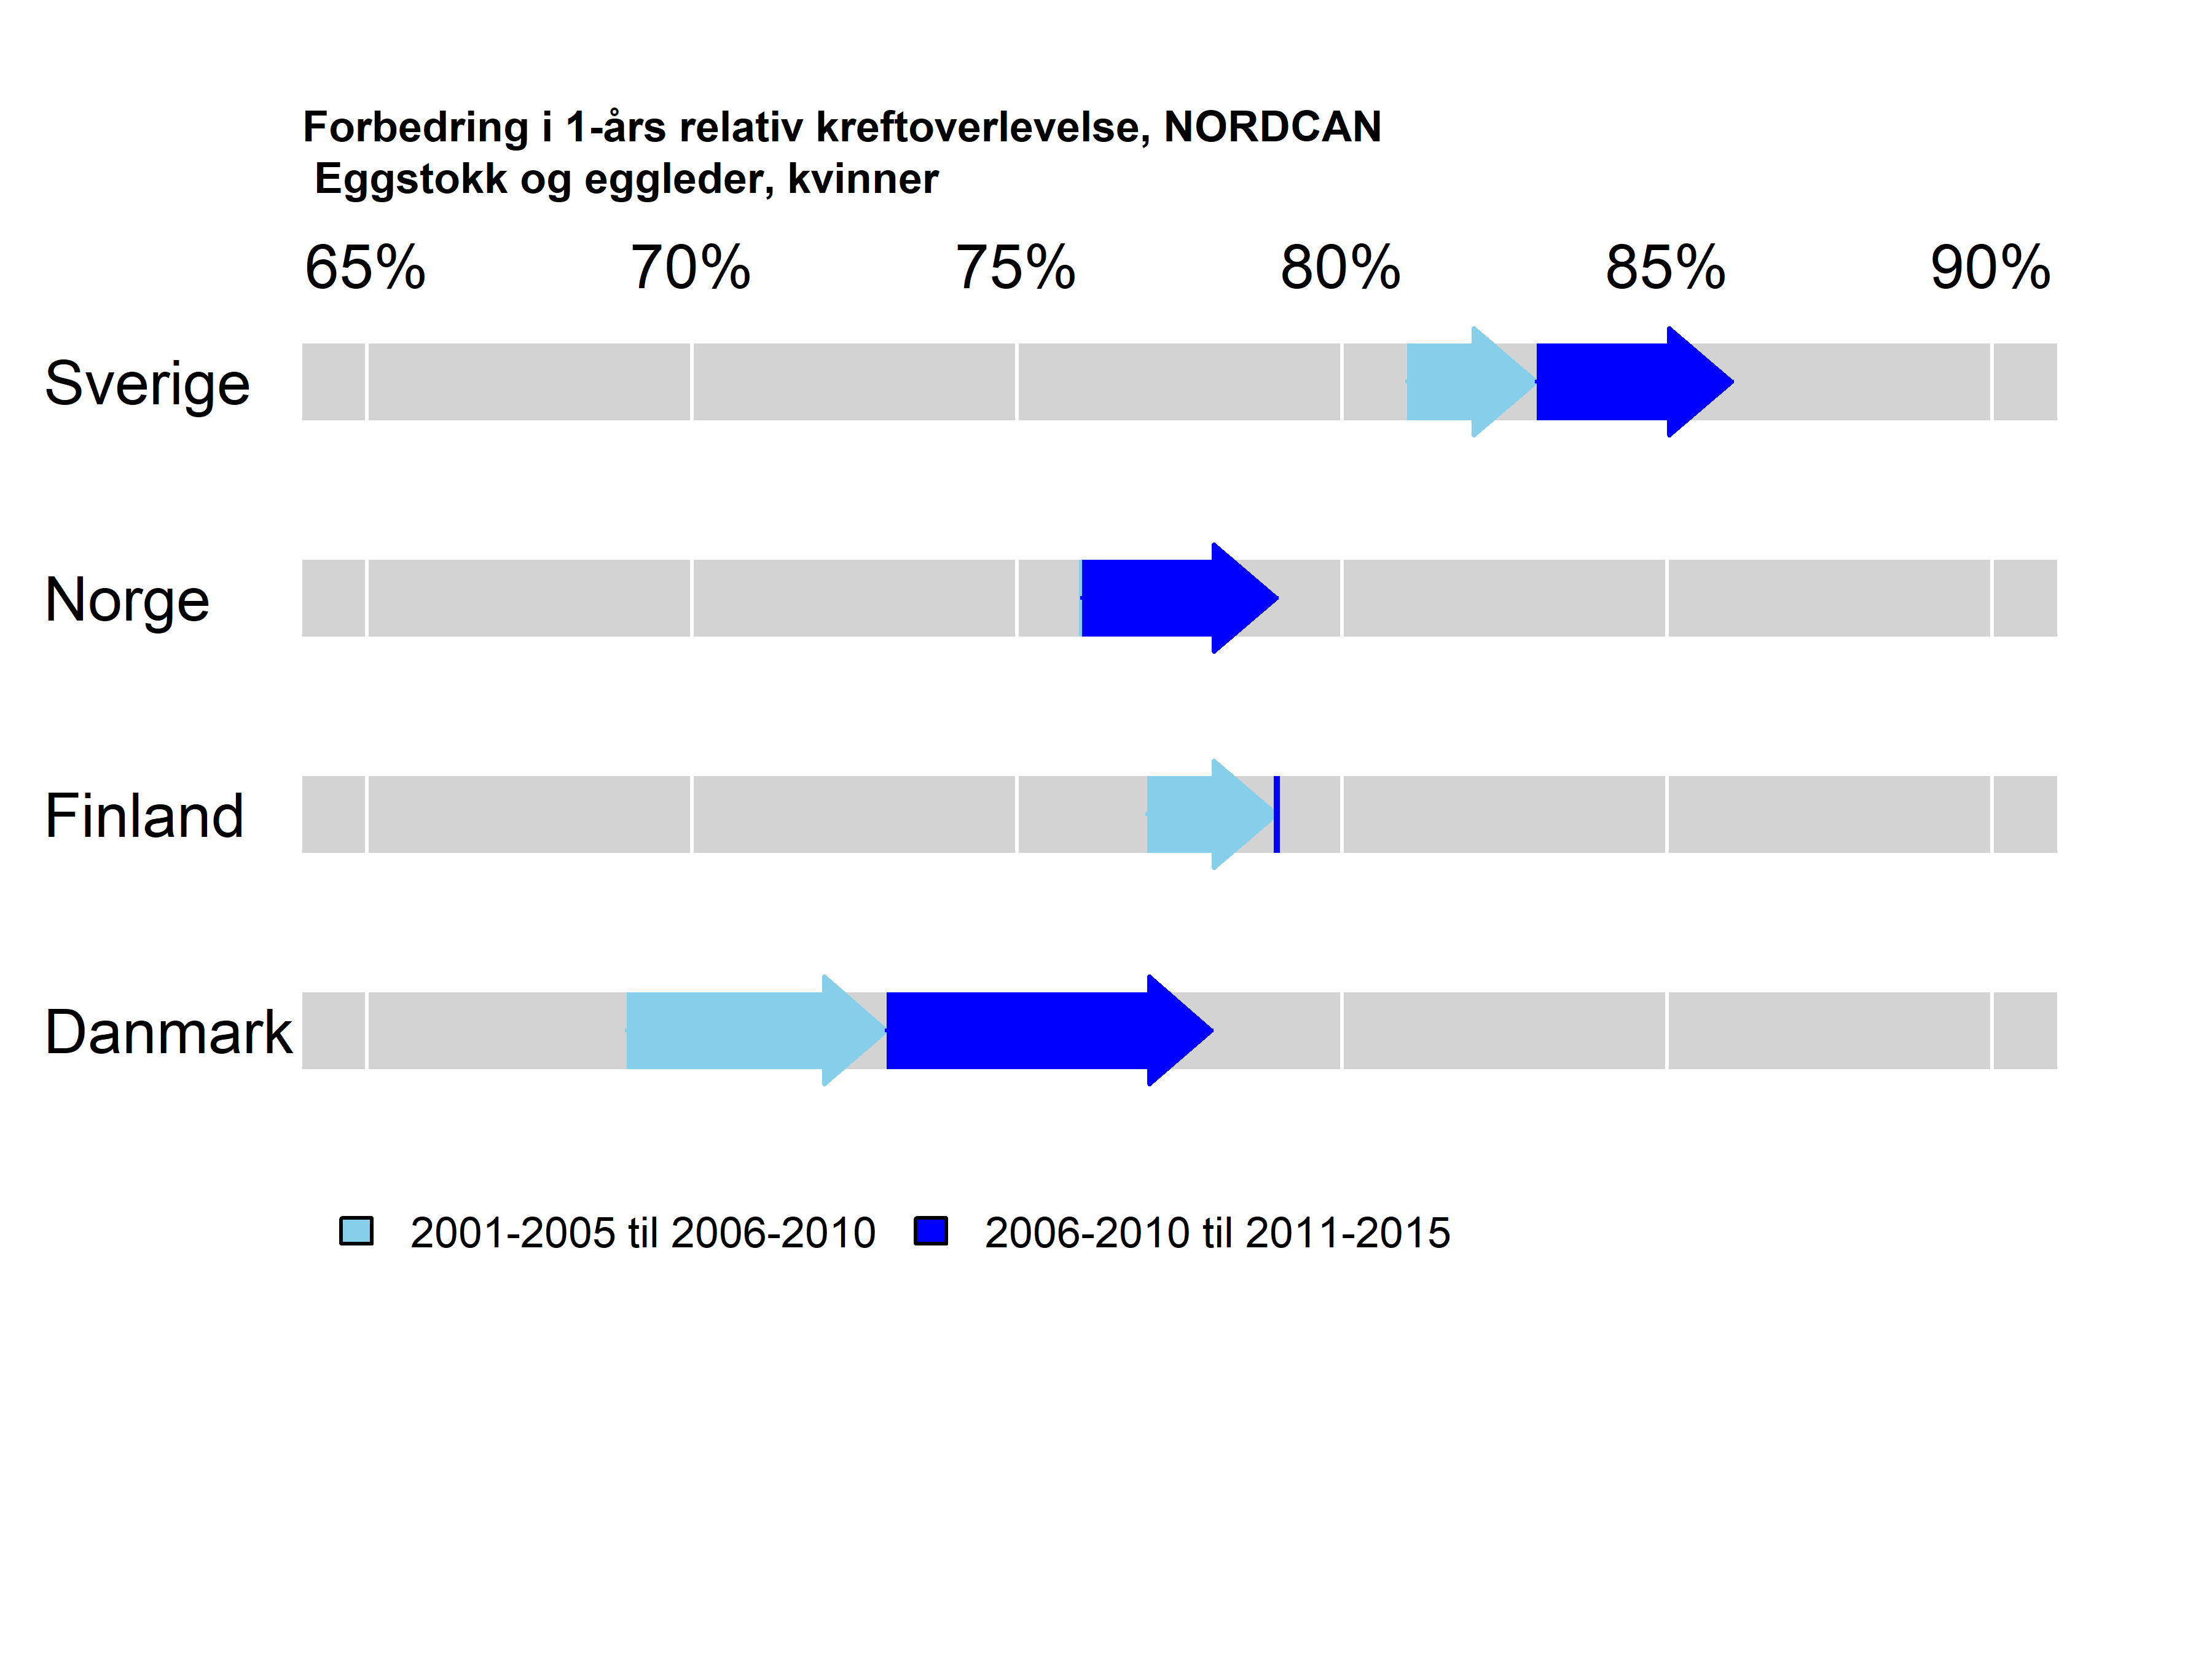 Forbedring i 1-års relativ kreftoverlevelse, NORDCAN
Eggstokk og eggleder, kvinner
65% 70% 75% 80% 85% 90%
Sverige
Norge
Finland
Danmark
2001-2005 til 2006-2010 2006-2010 til 2011-2015